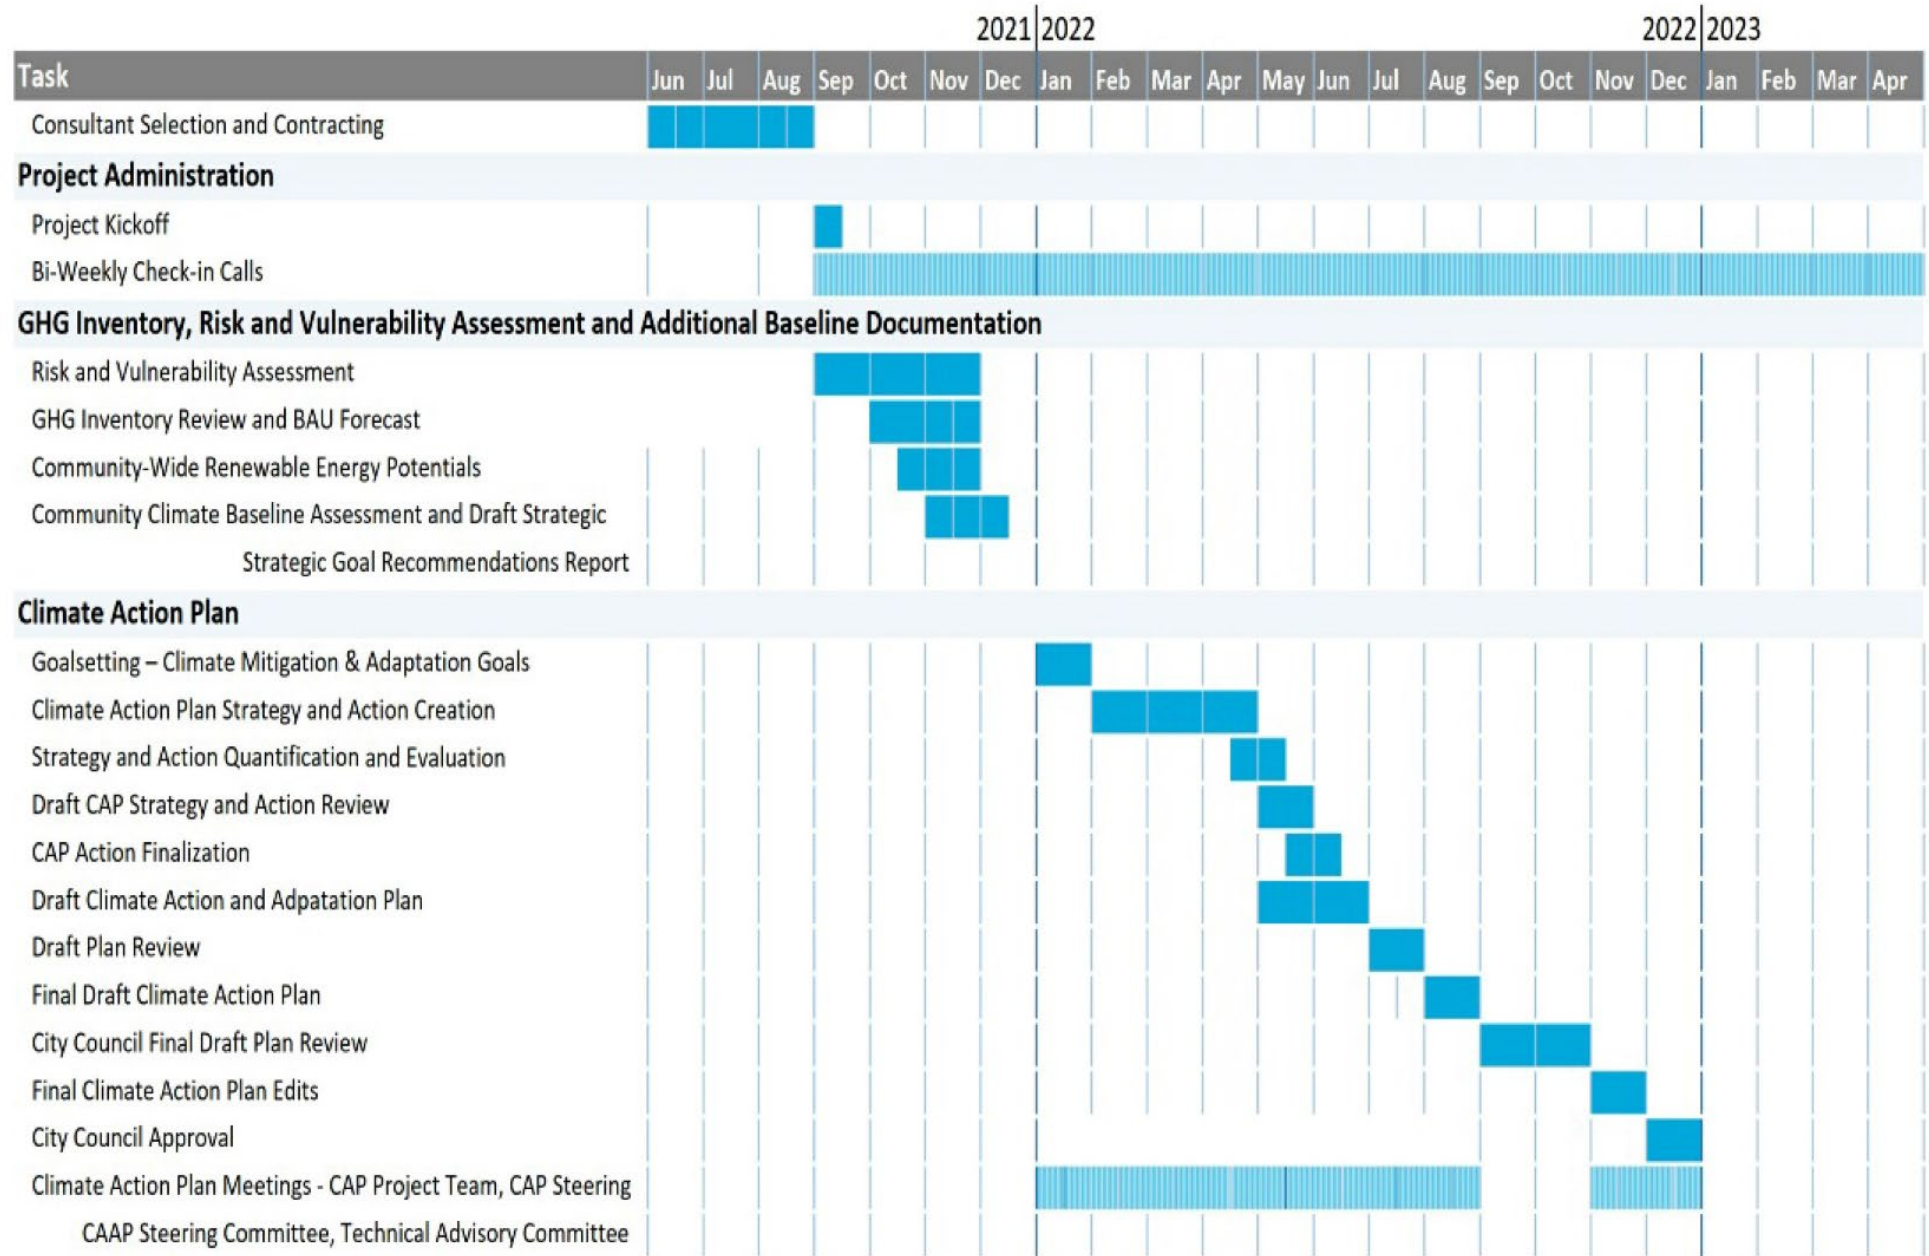 2021 2022 2022 2023
Task Jun Jul Aug Sep Oct Nov Dec Jan Feb Mar Apr May Jun Jul Aug Sep Oct Nov Dec Jan Feb Mar Apr
Consultant Selection and Contracting
Project Administration
Project Kickoff
Bi-Weekly Check-in Calls
GHG Inventory, Risk and Vulnerability Assessment and Additional Baseline Documentation
Risk and Vulnerability Assessment
GHG Inventory Review and BAU Forecast
Community-Wide Renewable Energy Potentials
Community Climate Baseline Assessment and Draft Strategic
Strategic Goal Recommendations Report
Climate Action Plan
Goalsetting – Climate Mitigation & Adaptation Goals
Climate Action Plan Strategy and Action Creation
Strategy and Action Quantification and Evaluation
Draft CAP Strategy and Action Review
CAP Action Finalization
Draft Climate Action and Adpatation Plan
Draft Plan Review
Final Draft Climate Action Plan
City Council Final Draft Plan Review
Final Climate Action Plan Edits
City Council Approval
Climate Action Plan Meetings - CAP Project Team, CAP Steering
CAAP Steering Committee, Technical Advisory Committee